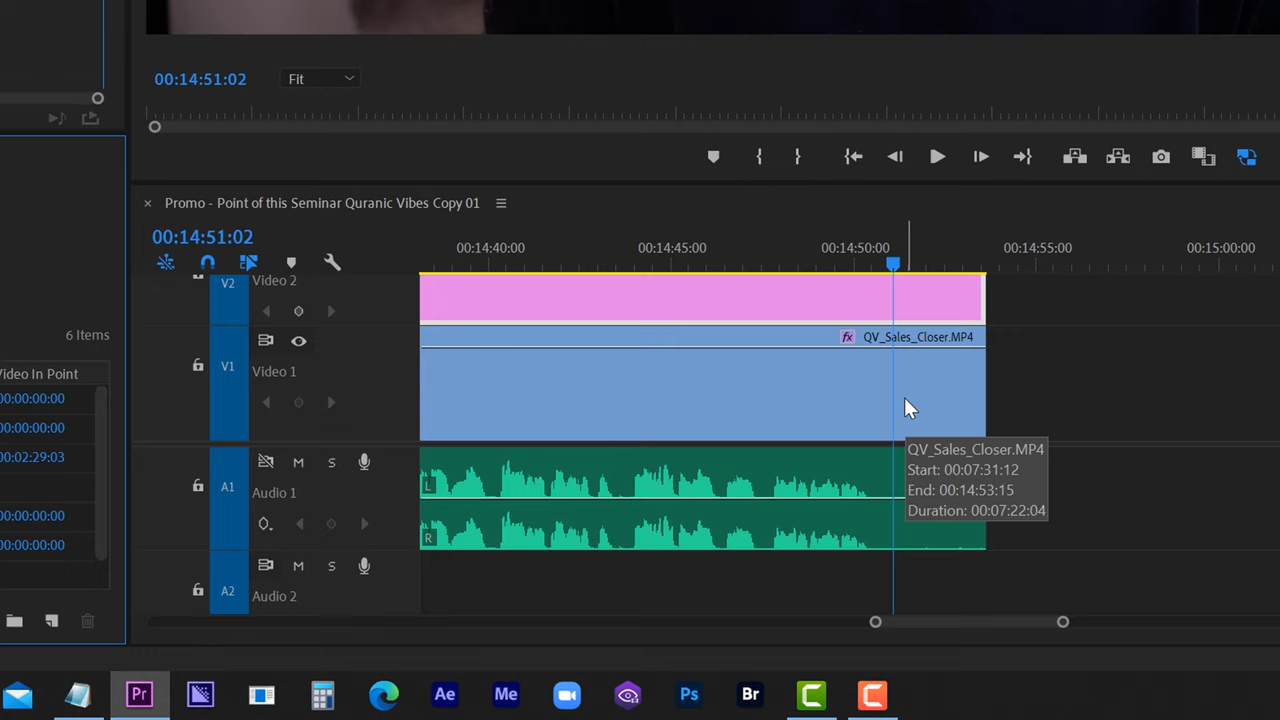 00:14:51:02
Fit
Promo - Point of this Seminar Quranic Vibes Copy 01
00:14:51:02
00:14:40:00
00:14:45:00
00:14:50:00
00:14:55:00
00:15:00:00
V2
Video 2
6 Items
fx
QV_Sales_Closer.MP4
V1
Video 1
Video In Point
00:00:00:00
00:00:00:00
00:02:29:03
00:00:00:00
00:00:00:00
M
S
A1
Audio 1
L
R
QV_Sales_Closer.MP4
Start: 00:07:31:12
End: 00:14:53:15
Duration: 00:07:22:04
M
S
A2
Audio 2
Pr
Ae
Me
Ps
Br
C
C